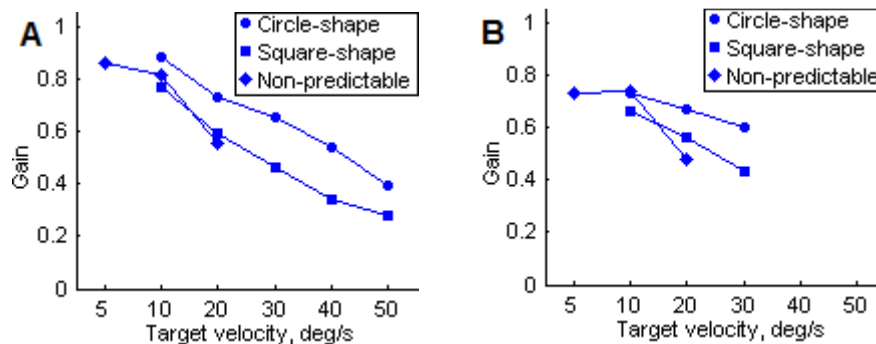 A
Circle-shape
Square-shape
Non-predictable
1
0.8
0.6
0.4
0.2
0
Gain
5 10 20 30 40 50
Target velocity, deg/s
B
Circle-shape
Square-shape
Non-predictable
1
0.8
0.6
0.4
0.2
0
Gain
5 10 20 30 40 50
Target velocity, deg/s